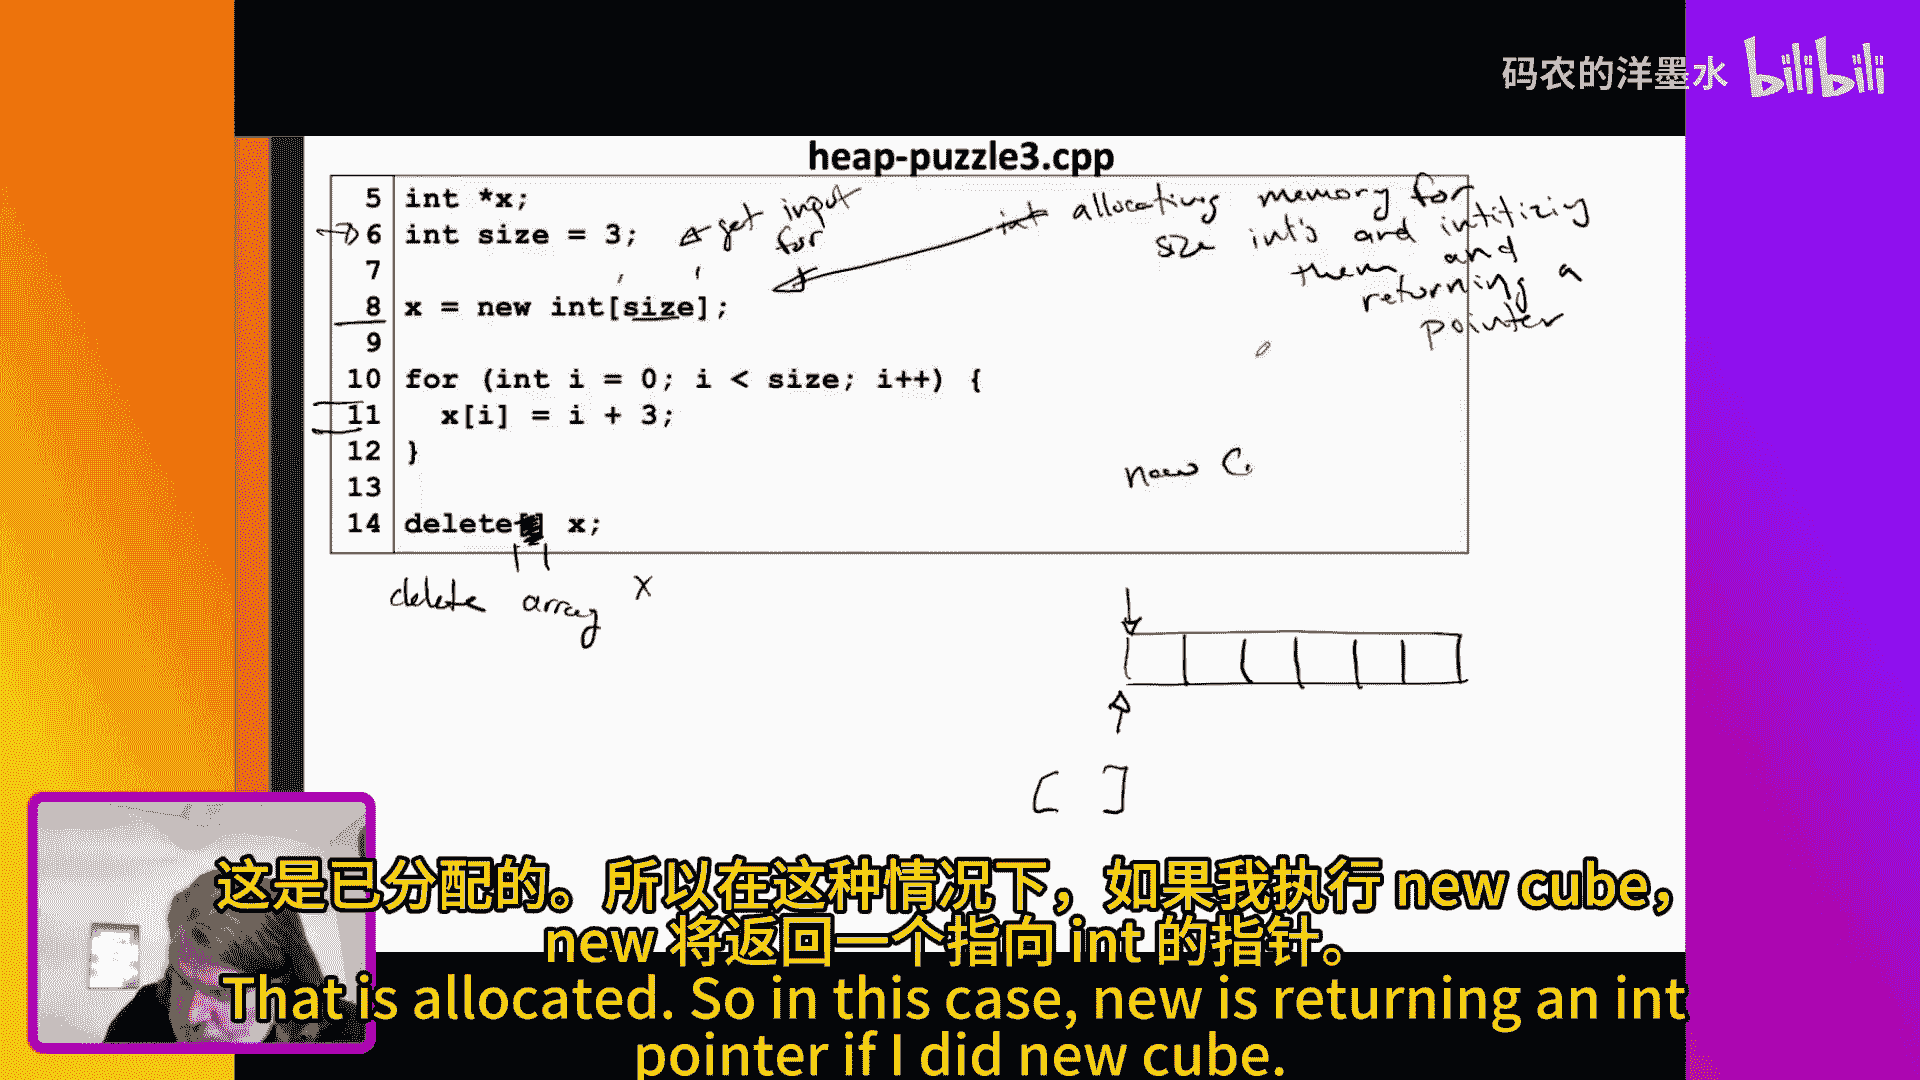 码农的洋墨水 bilibili
heap-puzzle3.cpp
5 int *x;
6 int size = 3;
7
8 x = new int[size];
9
10 for (int i = 0; i < size; i++) {
11 x[i] = i + 3;
12 }
13
14 delete[] x;
get input
for
int allocating memory for
size int's and intitiziny
them and
returning a
pointer
new C
delete array x
[ ]
这是已分配的。所以在这种情况下，如果我执行 new cube，
new 将返回一个指向 int 的指针。
That is allocated. So in this case, new is returning an int
pointer if I did new cube.